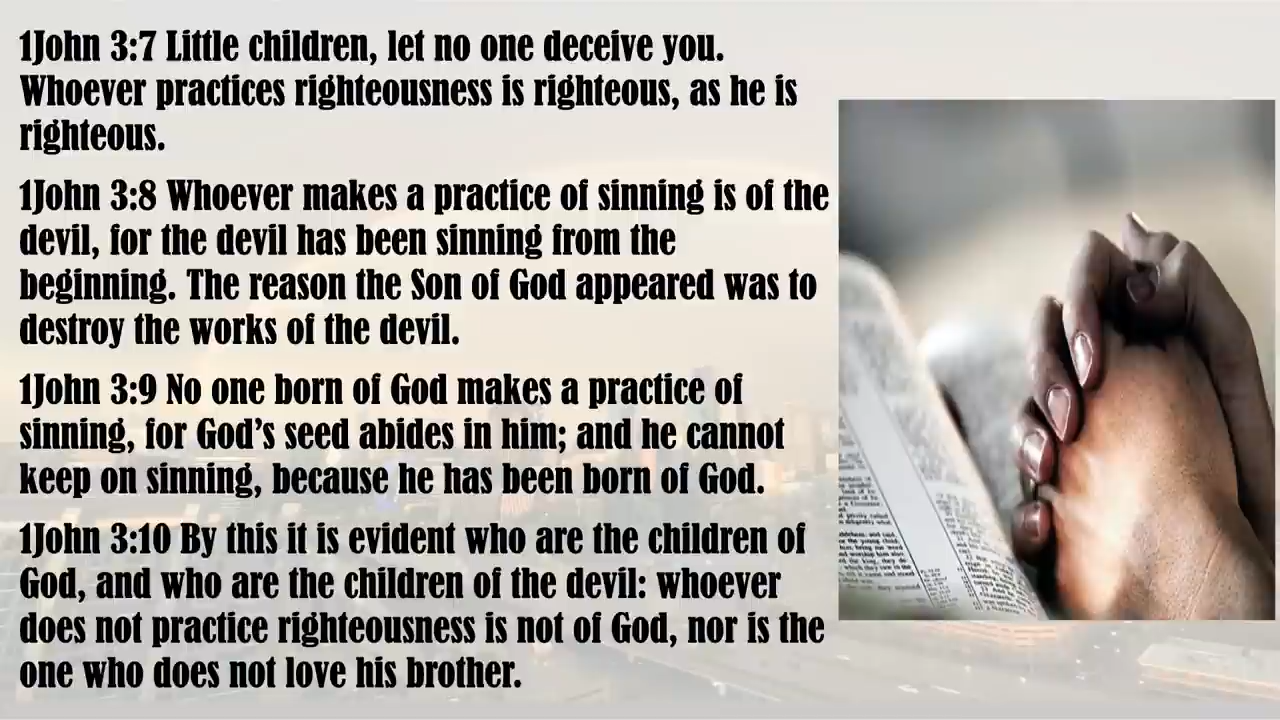 1John 3:7 Little children, let no one deceive you.
Whoever practices righteousness is righteous, as he is
righteous.
1John 3:8 Whoever makes a practice of sinning is of the
devil, for the devil has been sinning from the
beginning. The reason the Son of God appeared was to
destroy the works of the devil.
1John 3:9 No one born of God makes a practice of
sinning, for God’s seed abides in him; and he cannot
keep on sinning, because he has been born of God.
1John 3:10 By this it is evident who are the children of
God, and who are the children of the devil: whoever
does not practice righteousness is not of God, nor is the
one who does not love his brother.